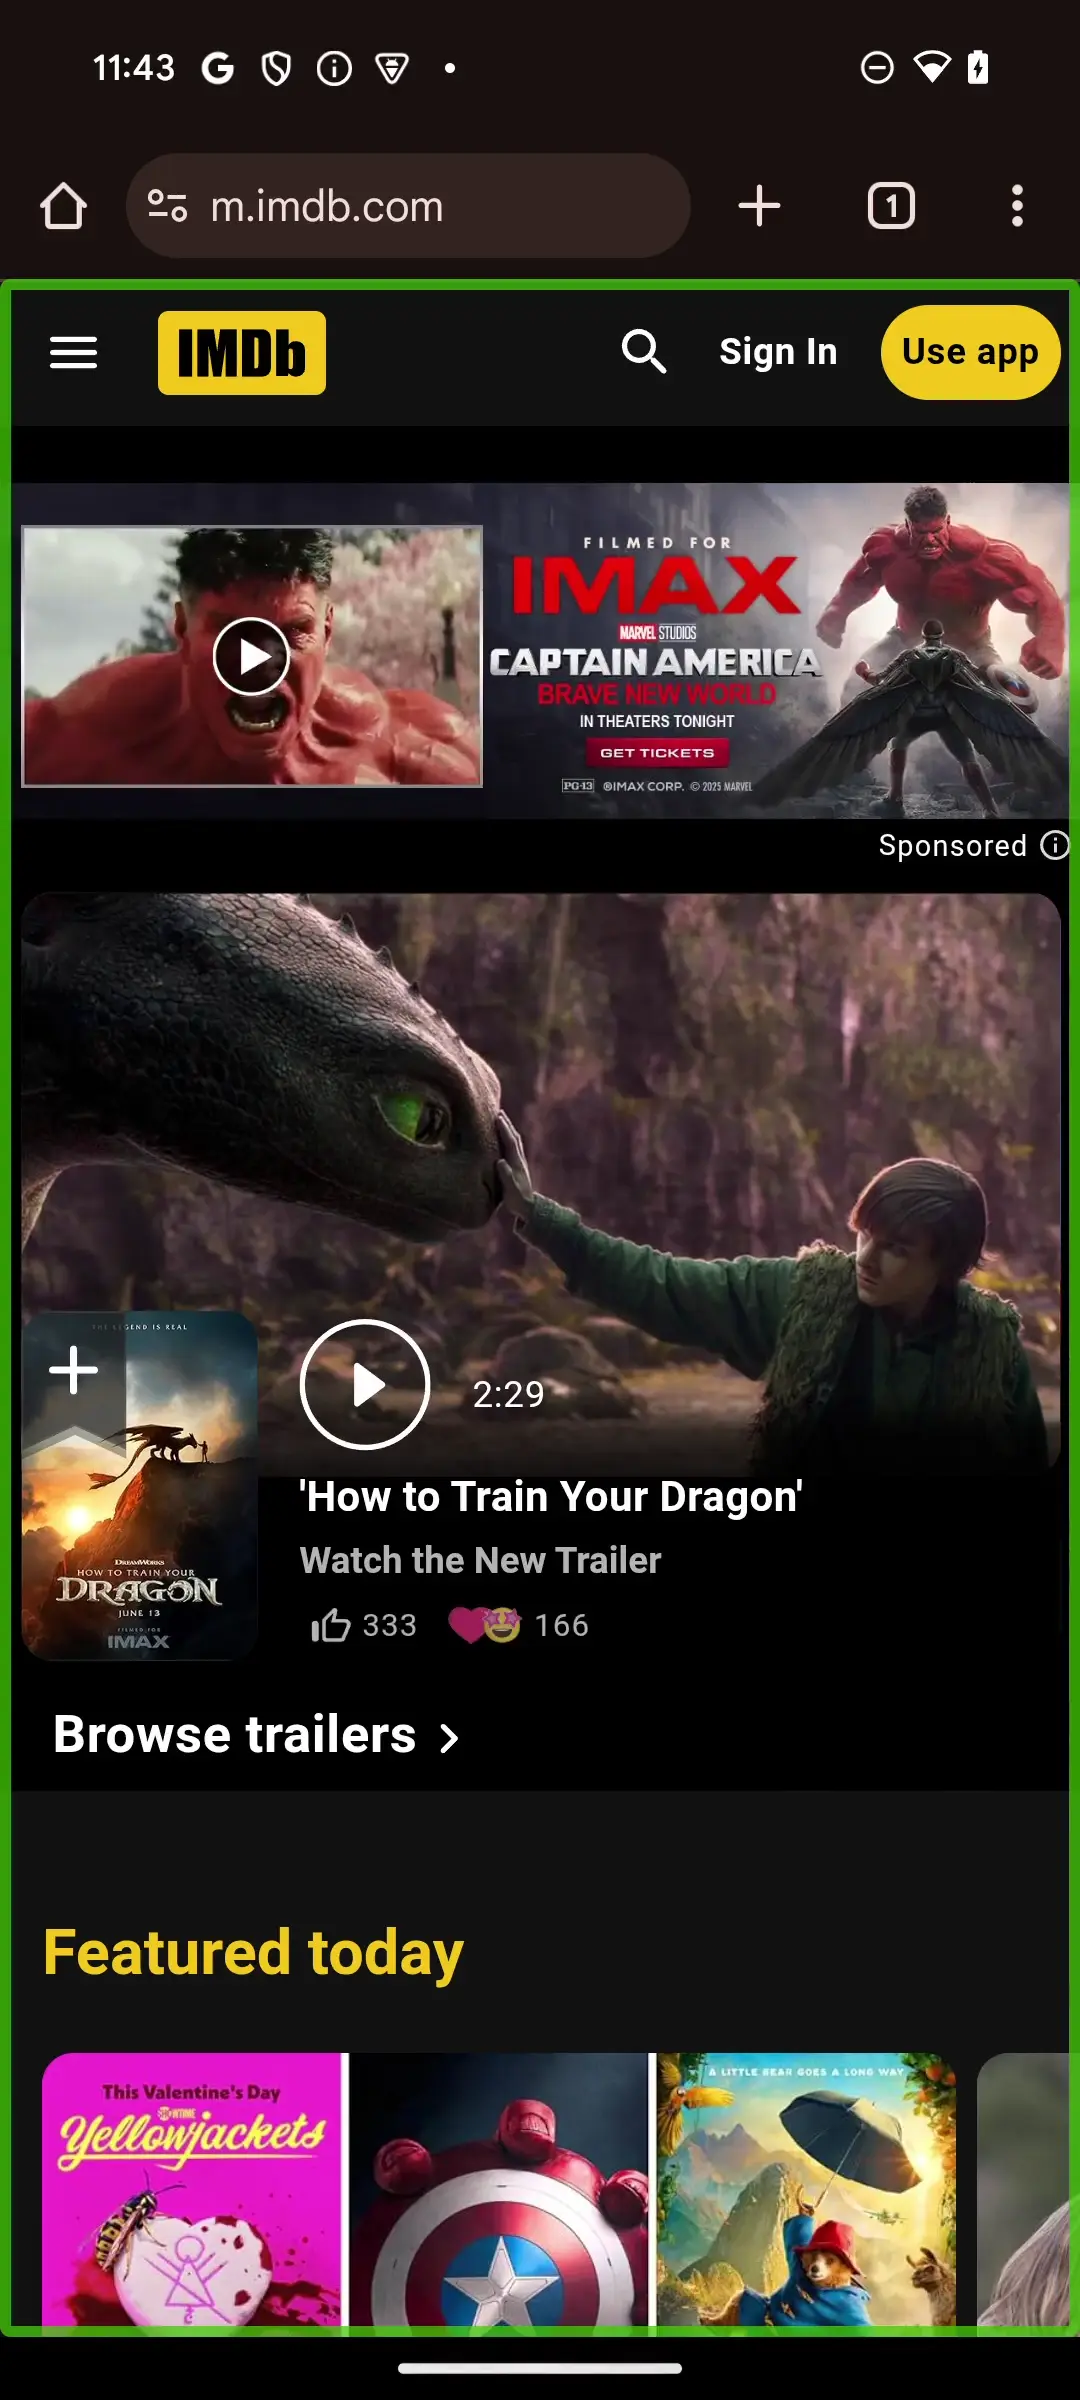 11:43
m.imdb.com
1
IMDb
Sign In
Use app
FILMED FOR
IMAX
MARVEL STUDIOS
CAPTAIN AMERICA
BRAVE NEW WORLD
IN THEATERS TONIGHT
GET TICKETS
PG-13 ®IMAX CORP. © 2025 MARVEL
Sponsored
THE LEGEND IS REAL
DREAMWORKS
HOW TO TRAIN YOUR
DRAGON
JUNE 13
FILMED FOR
IMAX
2:29
'How to Train Your Dragon'
Watch the New Trailer
333
166
Browse trailers
Featured today
This Valentine's Day
SHOWTIME
Yellowjackets
A LITTLE BEAR GOES A LONG WAY